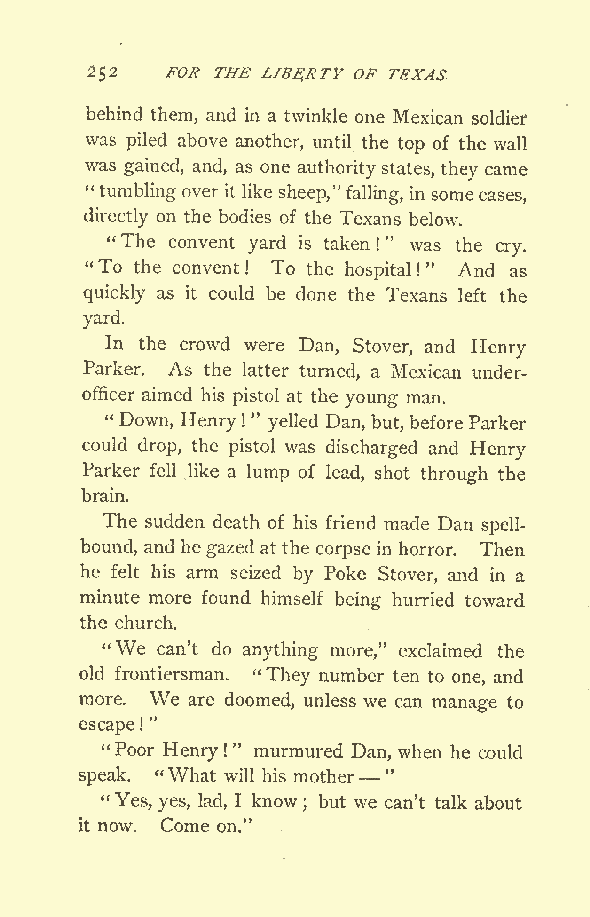 252 FOR THE LIBERTY OF TEXAS.
behind them, and in a twinkle one Mexican soldier
was piled above another, until the top of the wall
was gained, and, as one authority states, they came
"tumbling over it like sheep," falling, in some cases,
directly on the bodies of the Texans below.
"The convent yard is taken!" was the cry.
"To the convent! To the hospital!" And as
quickly as it could be done the Texans left the
yard.
In the crowd were Dan, Stover, and Henry
Parker. As the latter turned, a Mexican under-
officer aimed his pistol at the young man.
"Down, Henry!" yelled Dan, but, before Parker
could drop, the pistol was discharged and Henry
Parker fell like a lump of lead, shot through the
brain.
The sudden death of his friend made Dan spell-
bound, and he gazed at the corpse in horror. Then
he felt his arm seized by Poke Stover, and in a
minute more found himself being hurried toward
the church.
"We can't do anything more," exclaimed the
old frontiersman. "They number ten to one, and
more. We are doomed, unless we can manage to
escape!"
"Poor Henry!" murmured Dan, when he could
speak. "What will his mother—"
"Yes, yes, lad, I know; but we can't talk about
it now. Come on."